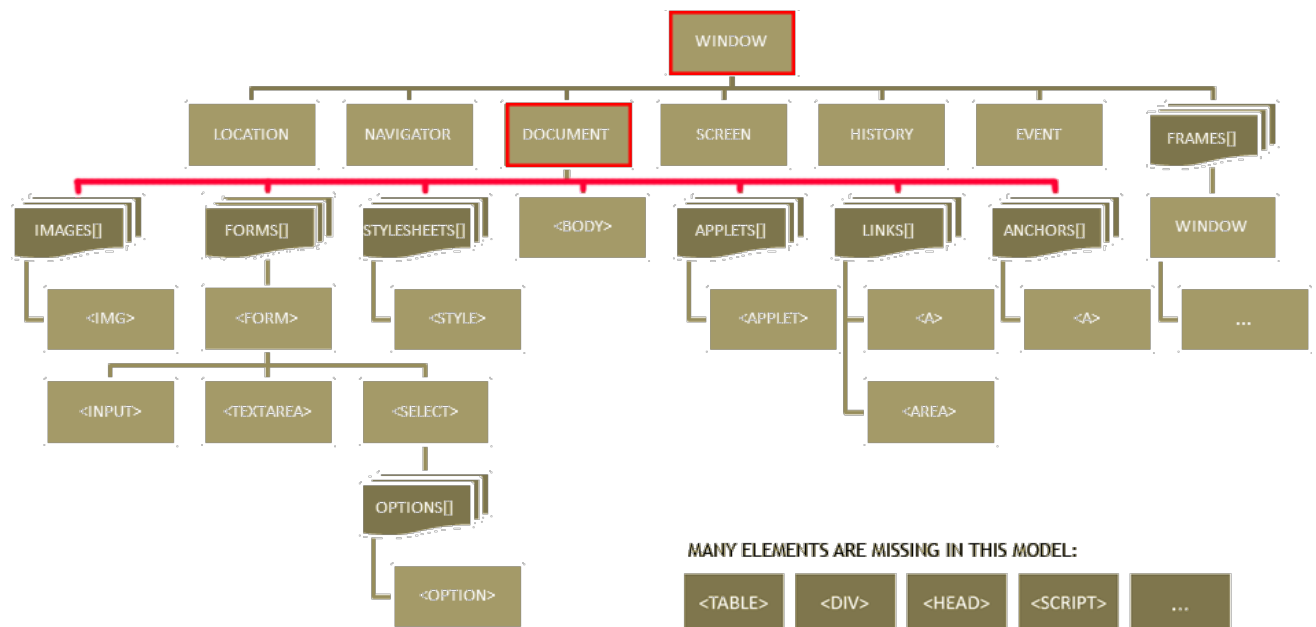 WINDOW
LOCATION
NAVIGATOR
DOCUMENT
SCREEN
HISTORY
EVENT
FRAMES[]
IMAGES[]
FORMS[]
STYLESHEETS[]
<BODY>
APPLETS[]
LINKS[]
ANCHORS[]
WINDOW
<IMG>
<FORM>
<STYLE>
<APPLET>
<A>
<A>
...
<INPUT>
<TEXTAREA>
<SELECT>
<AREA>
OPTIONS[]
<OPTION>
MANY ELEMENTS ARE MISSING IN THIS MODEL:
<TABLE>
<DIV>
<HEAD>
<SCRIPT>
...